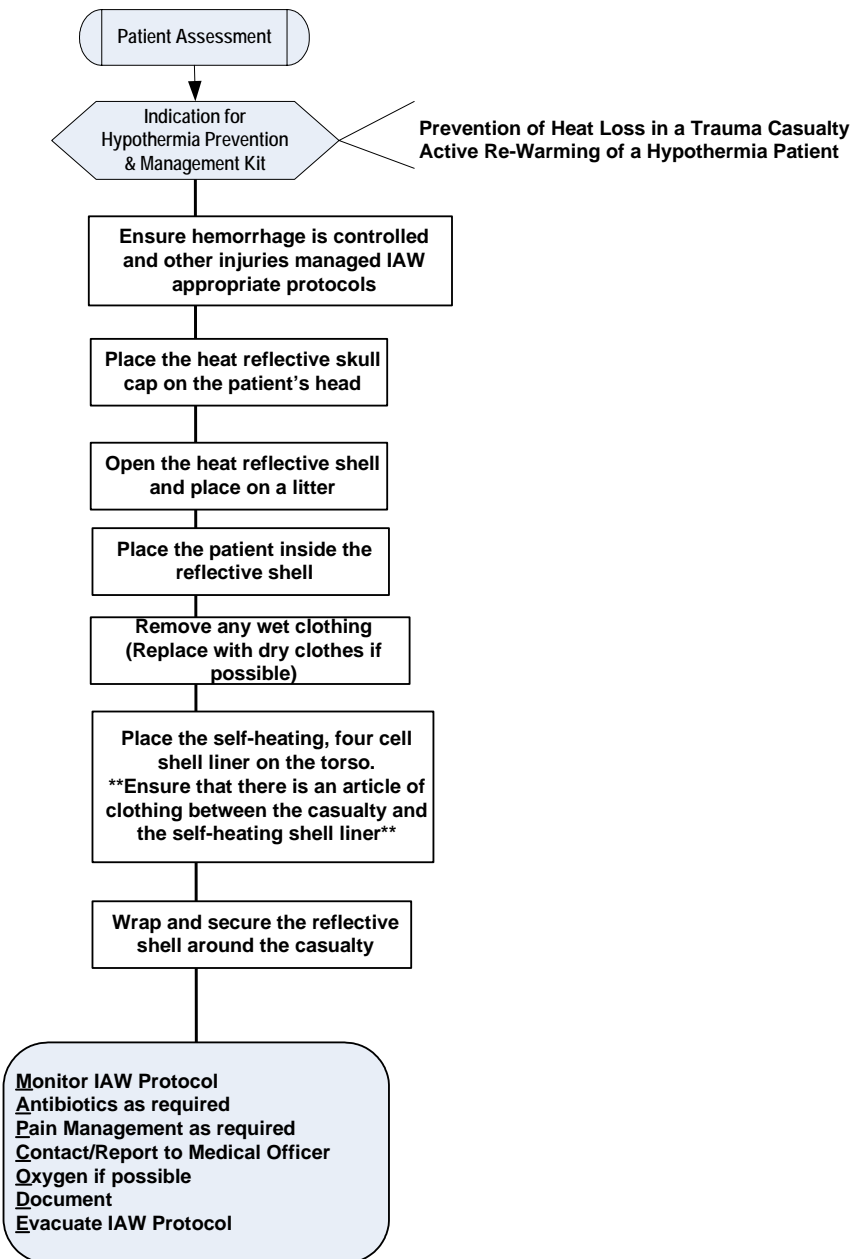 Patient Assessment
Indication for
Hypothermia Prevention
& Management Kit
Prevention of Heat Loss in a Trauma Casualty
Active Re-Warming of a Hypothermia Patient
Ensure hemorrhage is controlled
and other injuries managed IAW
appropriate protocols
Place the heat reflective skull
cap on the patient’s head
Open the heat reflective shell
and place on a litter
Place the patient inside the
reflective shell
Remove any wet clothing
(Replace with dry clothes if
possible)
Place the self-heating, four cell
shell liner on the torso.
**Ensure that there is an article of
clothing between the casualty and
the self-heating shell liner**
Wrap and secure the reflective
shell around the casualty
Monitor IAW Protocol
Antibiotics as required
Pain Management as required
Contact/Report to Medical Officer
Oxygen if possible
Document
Evacuate IAW Protocol